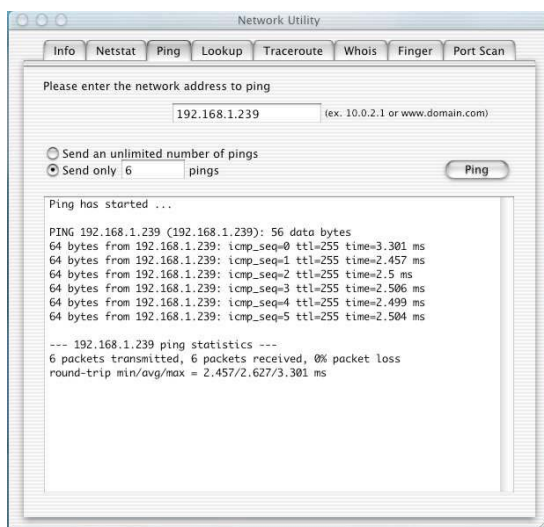 Network Utility
Info Netstat Ping Lookup Traceroute Whois Finger Port Scan
Please enter the network address to ping
192.168.1.239 (ex. 10.0.2.1 or www.domain.com)
Send an unlimited number of pings
Send only 6 pings Ping
Ping has started ...
PING 192.168.1.239 (192.168.1.239): 56 data bytes
64 bytes from 192.168.1.239: icmp_seq=0 ttl=255 time=3.301 ms
64 bytes from 192.168.1.239: icmp_seq=1 ttl=255 time=2.457 ms
64 bytes from 192.168.1.239: icmp_seq=2 ttl=255 time=2.5 ms
64 bytes from 192.168.1.239: icmp_seq=3 ttl=255 time=2.506 ms
64 bytes from 192.168.1.239: icmp_seq=4 ttl=255 time=2.499 ms
64 bytes from 192.168.1.239: icmp_seq=5 ttl=255 time=2.504 ms
--- 192.168.1.239 ping statistics ---
6 packets transmitted, 6 packets received, 0% packet loss
round-trip min/avg/max = 2.457/2.627/3.301 ms